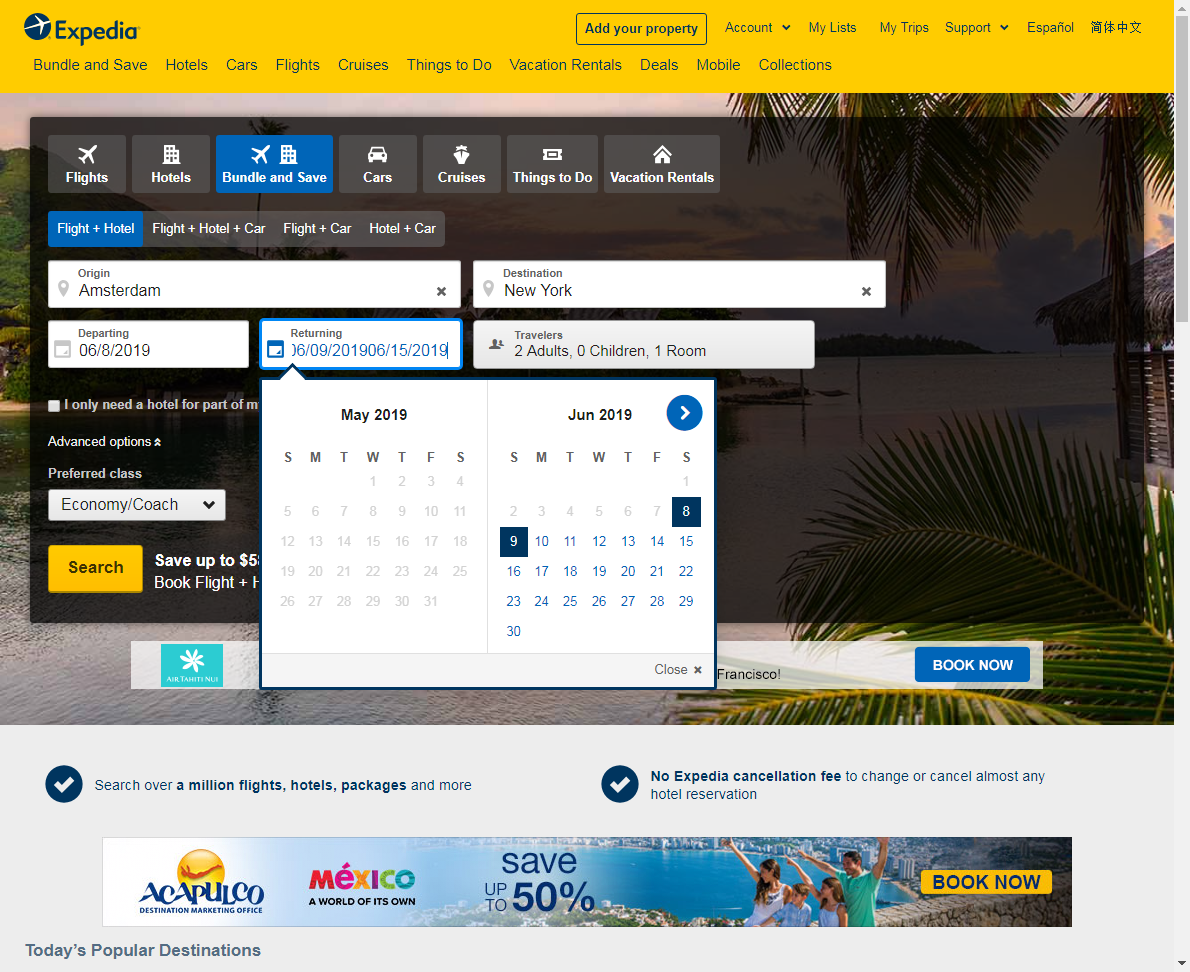 Expedia
Add your property
Account
My Lists
My Trips
Support
Español
简体中文
Bundle and Save
Hotels
Cars
Flights
Cruises
Things to Do
Vacation Rentals
Deals
Mobile
Collections
Flights
Hotels
Bundle and Save
Cars
Cruises
Things to Do
Vacation Rentals
Flight + Hotel
Flight + Hotel + Car
Flight + Car
Hotel + Car
Origin
Amsterdam
Destination
New York
Departing
06/8/2019
Returning
06/09/201906/15/2019
Travelers
2 Adults, 0 Children, 1 Room
I only need a hotel for part of m
Advanced options
Preferred class
Economy/Coach
Search
Save up to $5
Book Flight + H
May 2019
S M T W T F S
1 2 3 4
5 6 7 8 9 10 11
12 13 14 15 16 17 18
19 20 21 22 23 24 25
26 27 28 29 30 31
Jun 2019
S M T W T F S
1
2 3 4 5 6 7 8
9 10 11 12 13 14 15
16 17 18 19 20 21 22
23 24 25 26 27 28 29
30
Close
AIR TAHITI NUI
Francisco!
BOOK NOW
Search over a million flights, hotels, packages and more
No Expedia cancellation fee to change or cancel almost any
hotel reservation
ACAPULCO
DESTINATION MARKETING OFFICE
México
A WORLD OF ITS OWN
save
UP TO 50%
BOOK NOW
Today's Popular Destinations